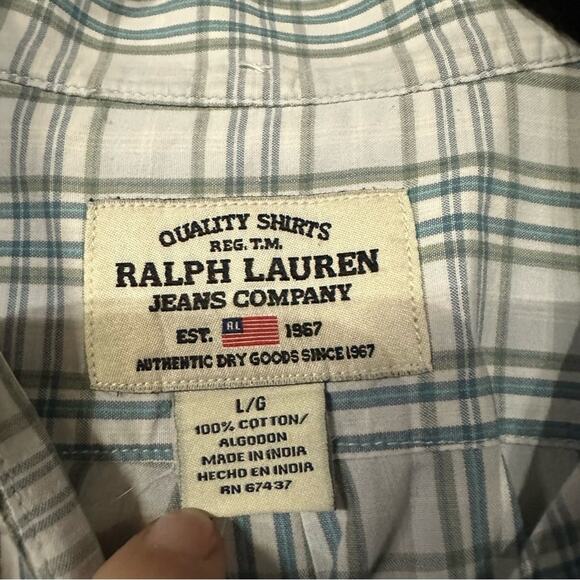 QUALITY SHIRTS
REG. T.M.
RALPH LAUREN
JEANS COMPANY
EST. RL 1967
AUTHENTIC DRY GOODS SINCE 1967
L/G
100% COTTON/
ALGODON
MADE IN INDIA
HECHO EN INDIA
RN 67437